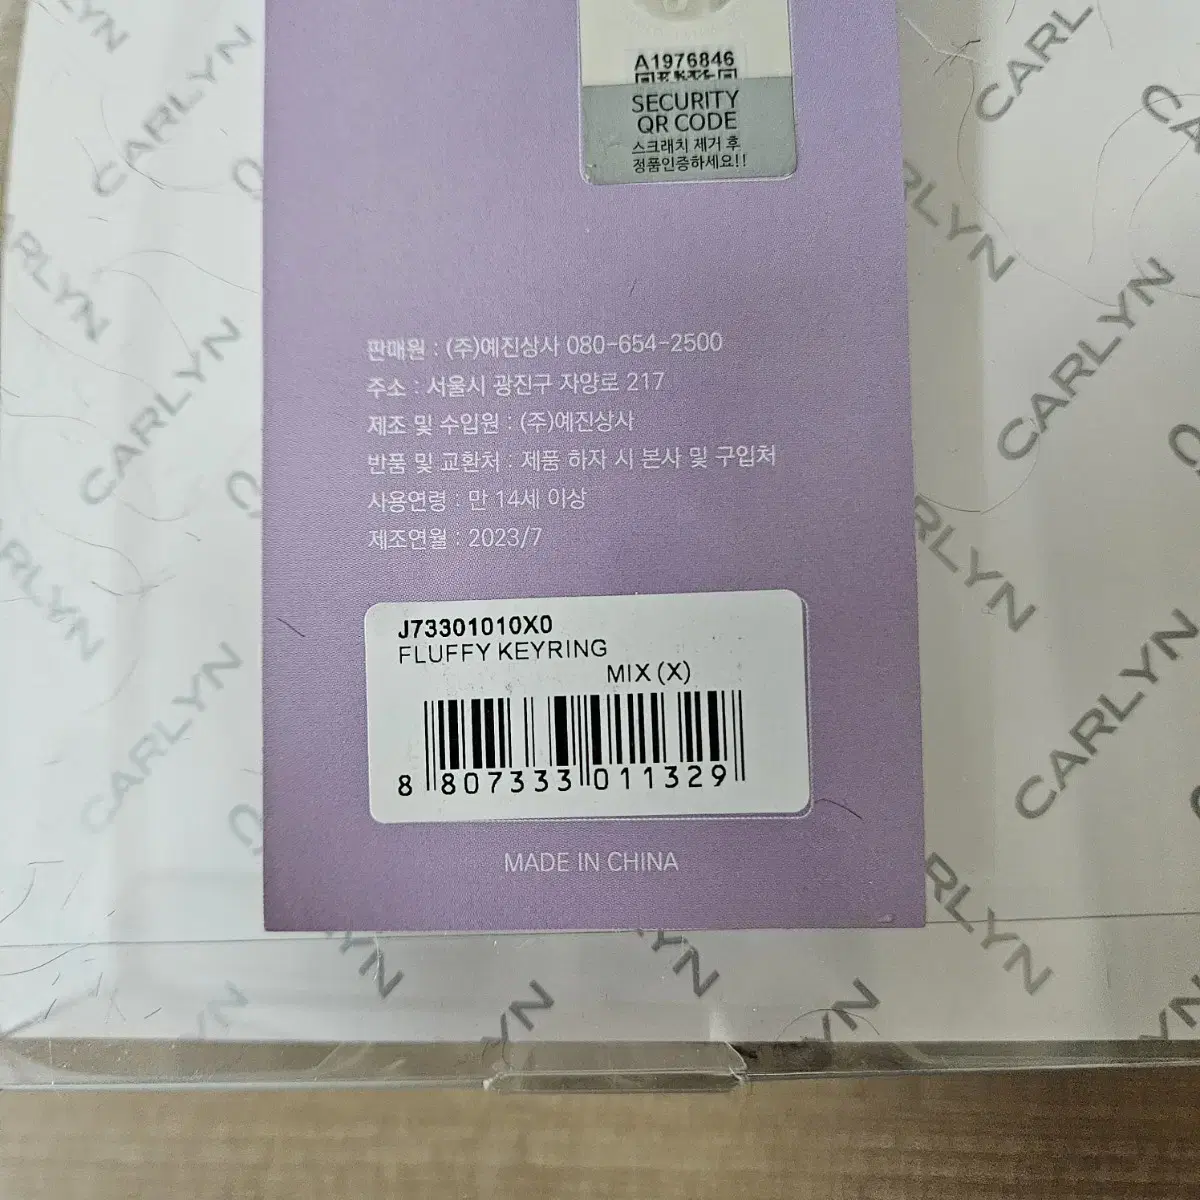 A1976846
SECURITY
QR CODE
스크래치 제거 후
정품인증하세요!!
판매원 : (주)예진상사 080-654-2500
주소 : 서울시 광진구 자양로 217
제조 및 수입원 : (주)예진상사
반품 및 교환처 : 제품 하자 시 본사 및 구입처
사용연령 : 만 14세 이상
제조연월 : 2023/7
J73301010X0
FLUFFY KEYRING
MIX (X)
8 807333 011329
MADE IN CHINA
CARLYN
CARLYN
CARLYN
CARLYN
CARLYN